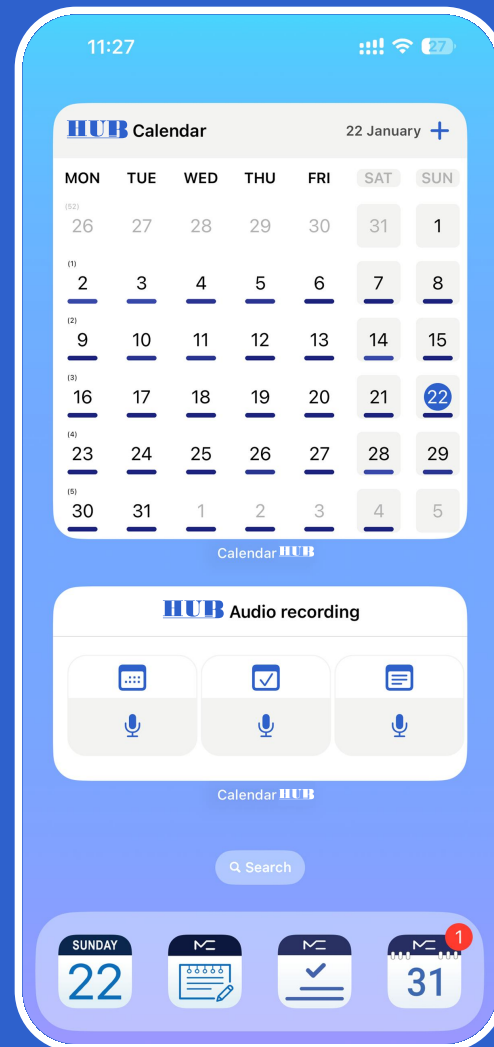 11:27 27
HUB Calendar 22 January +
MON TUE WED THU FRI SAT SUN
(52)
26 27 28 29 30 31 1
(1)
2 3 4 5 6 7 8
(2)
9 10 11 12 13 14 15
(3)
16 17 18 19 20 21 22
(4)
23 24 25 26 27 28 29
(5)
30 31 1 2 3 4 5
Calendar HUB
HUB Audio recording
Calendar HUB
Search
1
SUNDAY
22 31